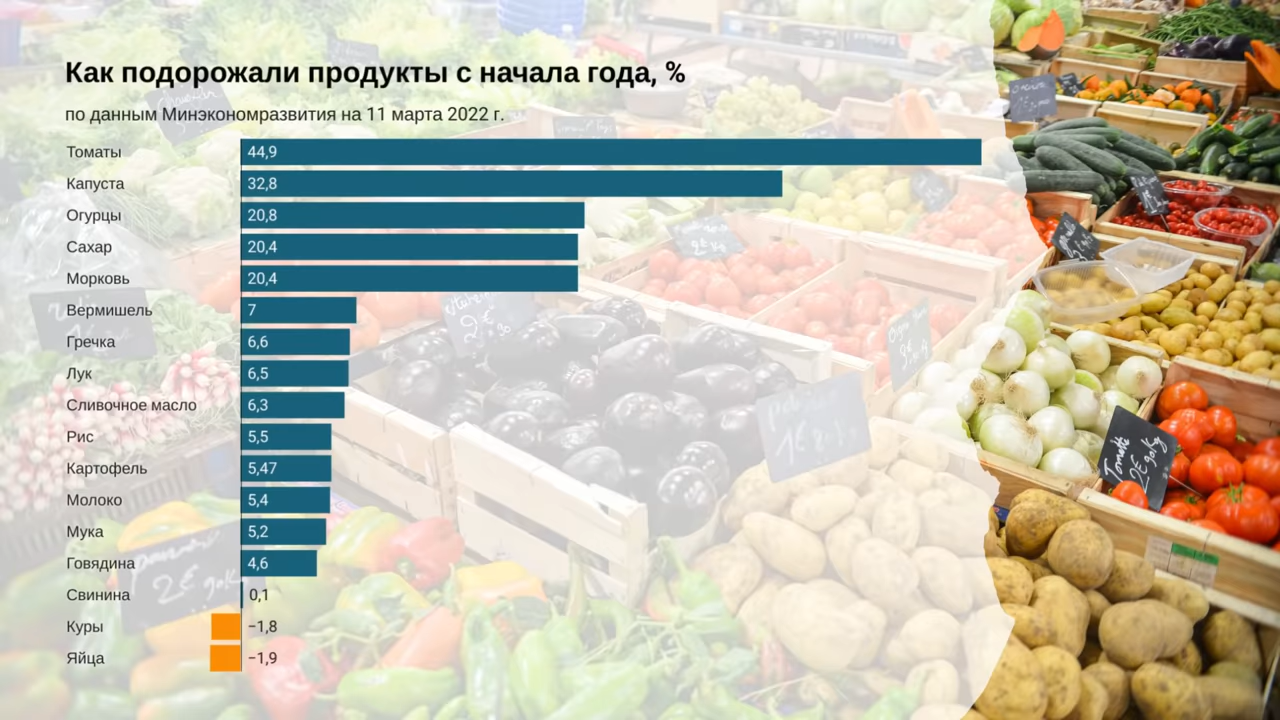 Как подорожали продукты с начала года, %
по данным Минэкономразвития на 11 марта 2022 г.
Томаты 44,9
Капуста 32,8
Огурцы 20,8
Сахар 20,4
Морковь 20,4
Вермишель 7
Гречка 6,6
Лук 6,5
Сливочное масло 6,3
Рис 5,5
Картофель 5,47
Молоко 5,4
Мука 5,2
Говядина 4,6
Свинина 0,1
Куры −1,8
Яйца −1,9